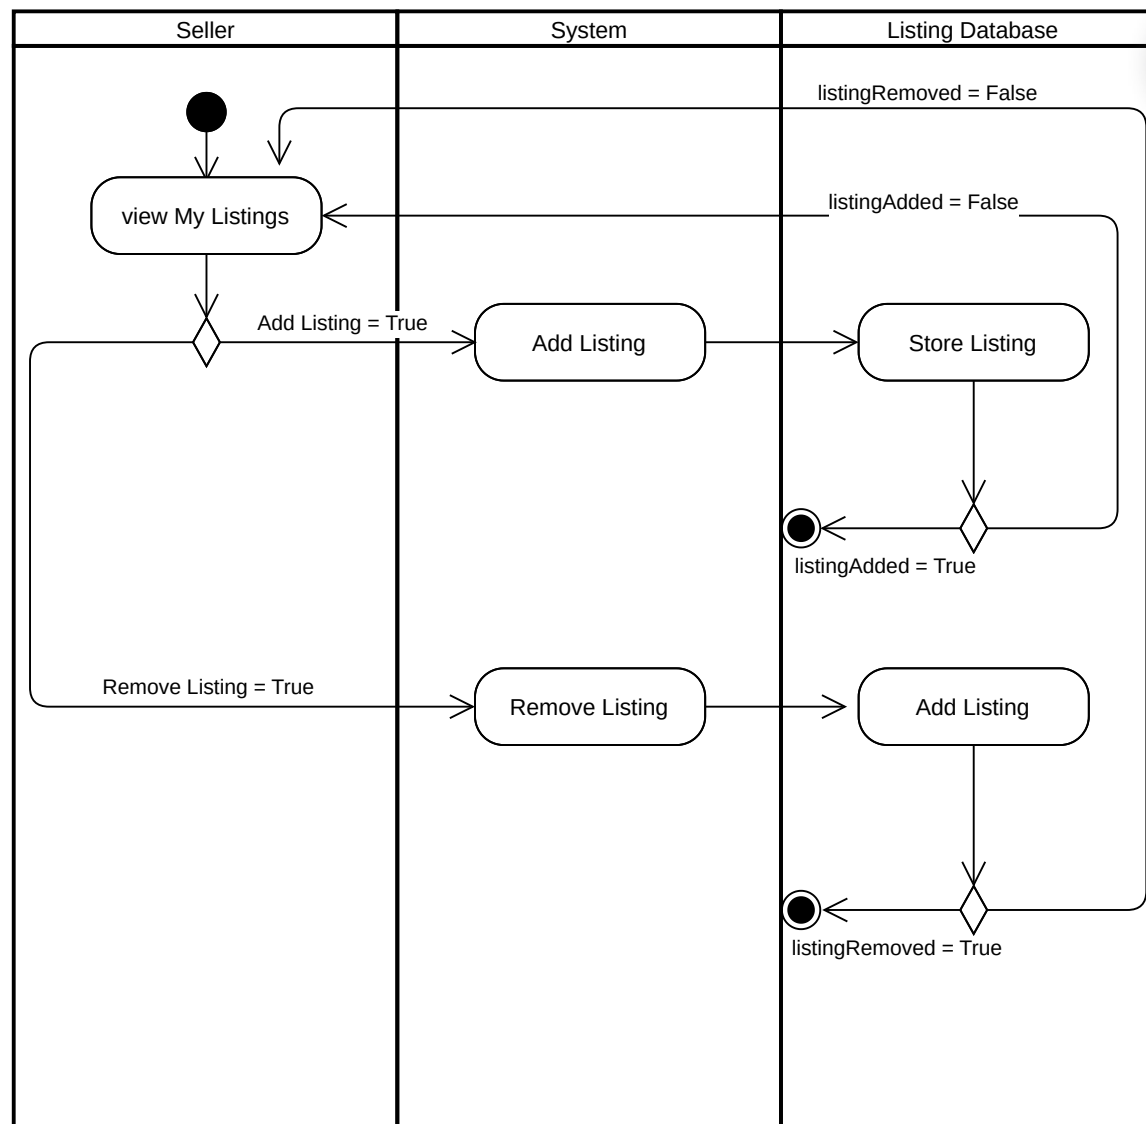 Seller
System
Listing Database
listingRemoved = False
view My Listings
listingAdded = False
Add Listing = True
Add Listing
Store Listing
listingAdded = True
Remove Listing = True
Remove Listing
Add Listing
listingRemoved = True